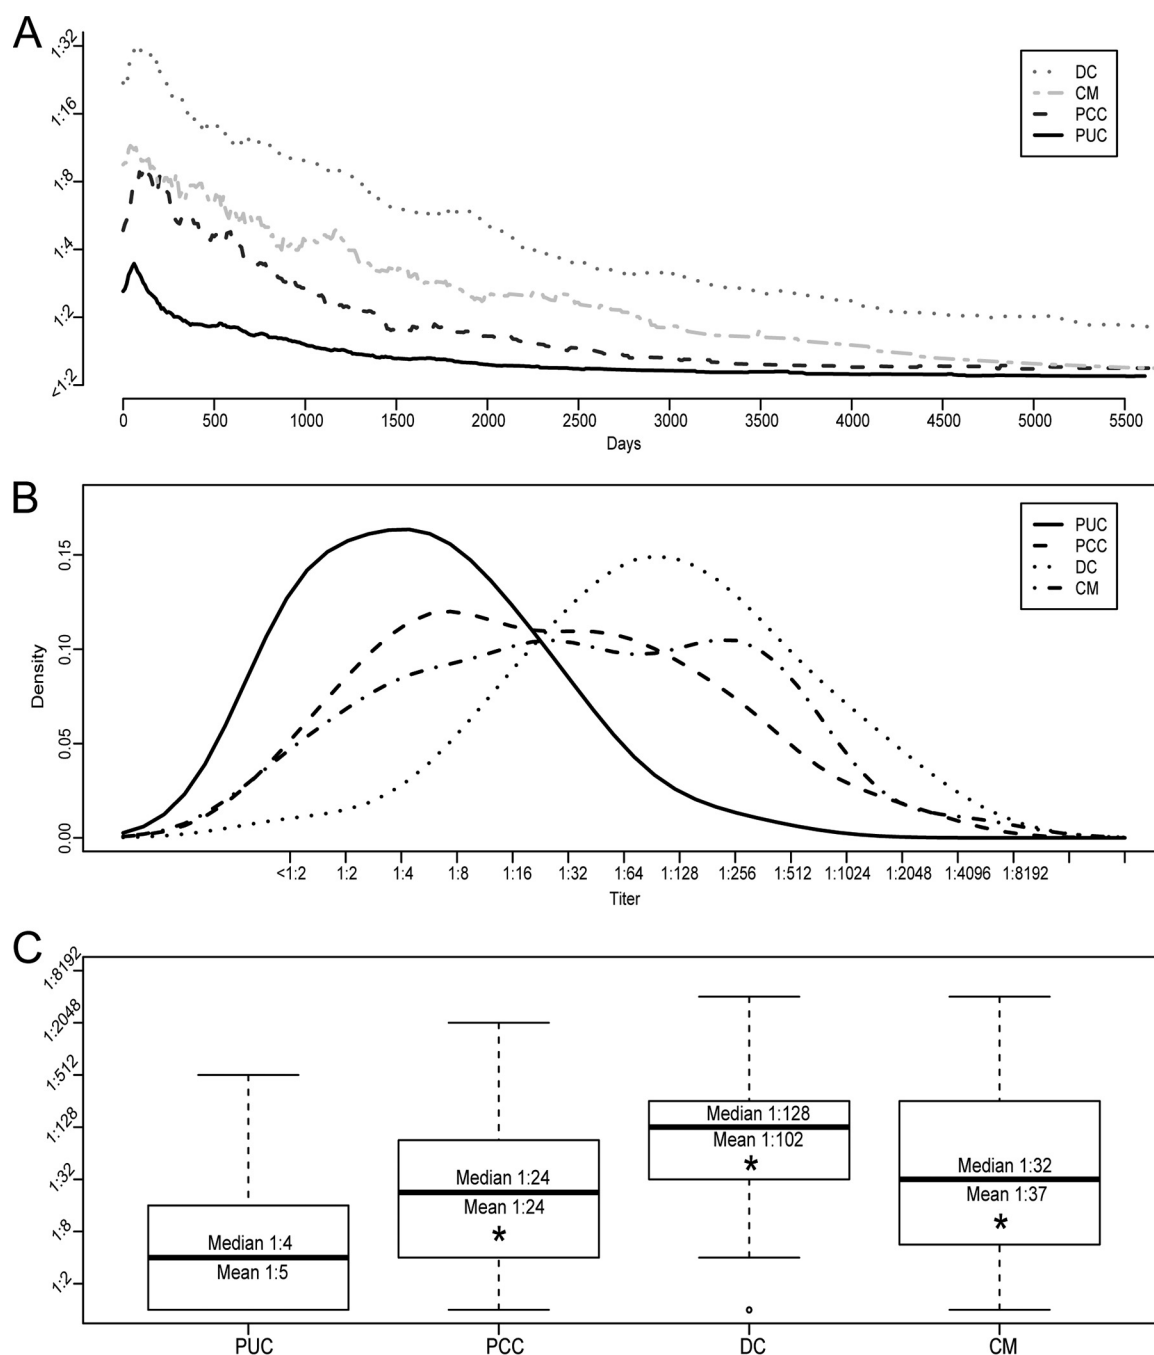 A
1:32
1:16
1:8
1:4
1:2
<1:2
DC
CM
PCC
PUC
0 500 1000 1500 2000 2500 3000 3500 4000 4500 5000 5500
Days
B
0.15
0.10
0.05
0.00
Density
PUC
PCC
DC
CM
<1:2 1:2 1:4 1:8 1:16 1:32 1:64 1:128 1:256 1:512 1:1024 1:2048 1:4096 1:8192
Titer
C
1:8192
1:2048
1:512
1:128
1:32
1:8
1:2
Median 1:4
Mean 1:5
Median 1:24
Mean 1:24
*
Median 1:128
Mean 1:102
*
Median 1:32
Mean 1:37
*
PUC PCC DC CM